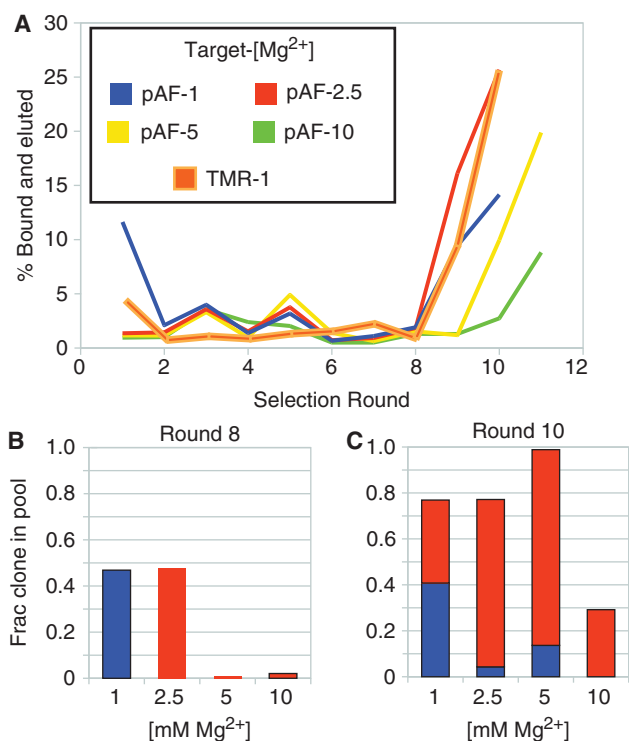 A
Target-[Mg²⁺]
pAF-1
pAF-2.5
pAF-5
pAF-10
TMR-1
% Bound and eluted
30
25
20
15
10
5
0
0 2 4 6 8 10 12
Selection Round
B
Round 8
Frac clone in pool
1.0
0.8
0.6
0.4
0.2
0
1 2.5 5 10
[mM Mg²⁺]
C
Round 10
1.0
0.8
0.6
0.4
0.2
0
1 2.5 5 10
[mM Mg²⁺]